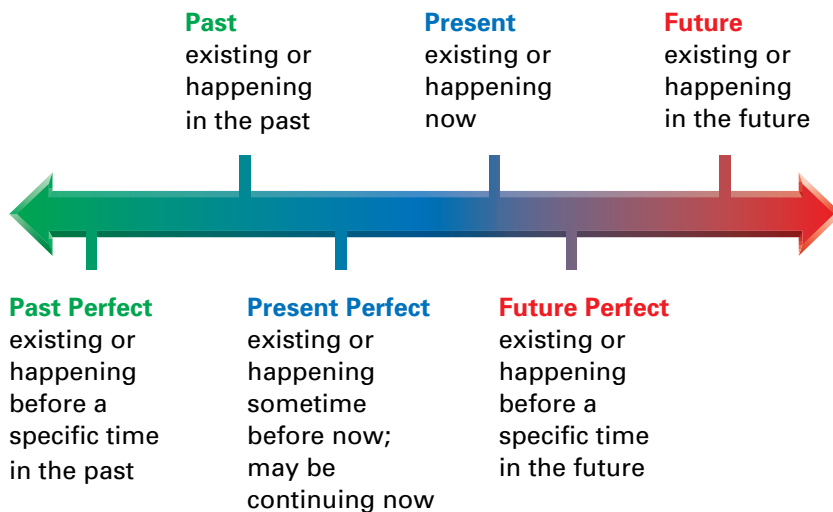 Past
existing or
happening
in the past
Present
existing or
happening
now
Future
existing or
happening
in the future
Past Perfect
existing or
happening
before a
specific time
in the past
Present Perfect
existing or
happening
sometime
before now;
may be
continuing now
Future Perfect
existing or
happening
before a
specific time
in the future